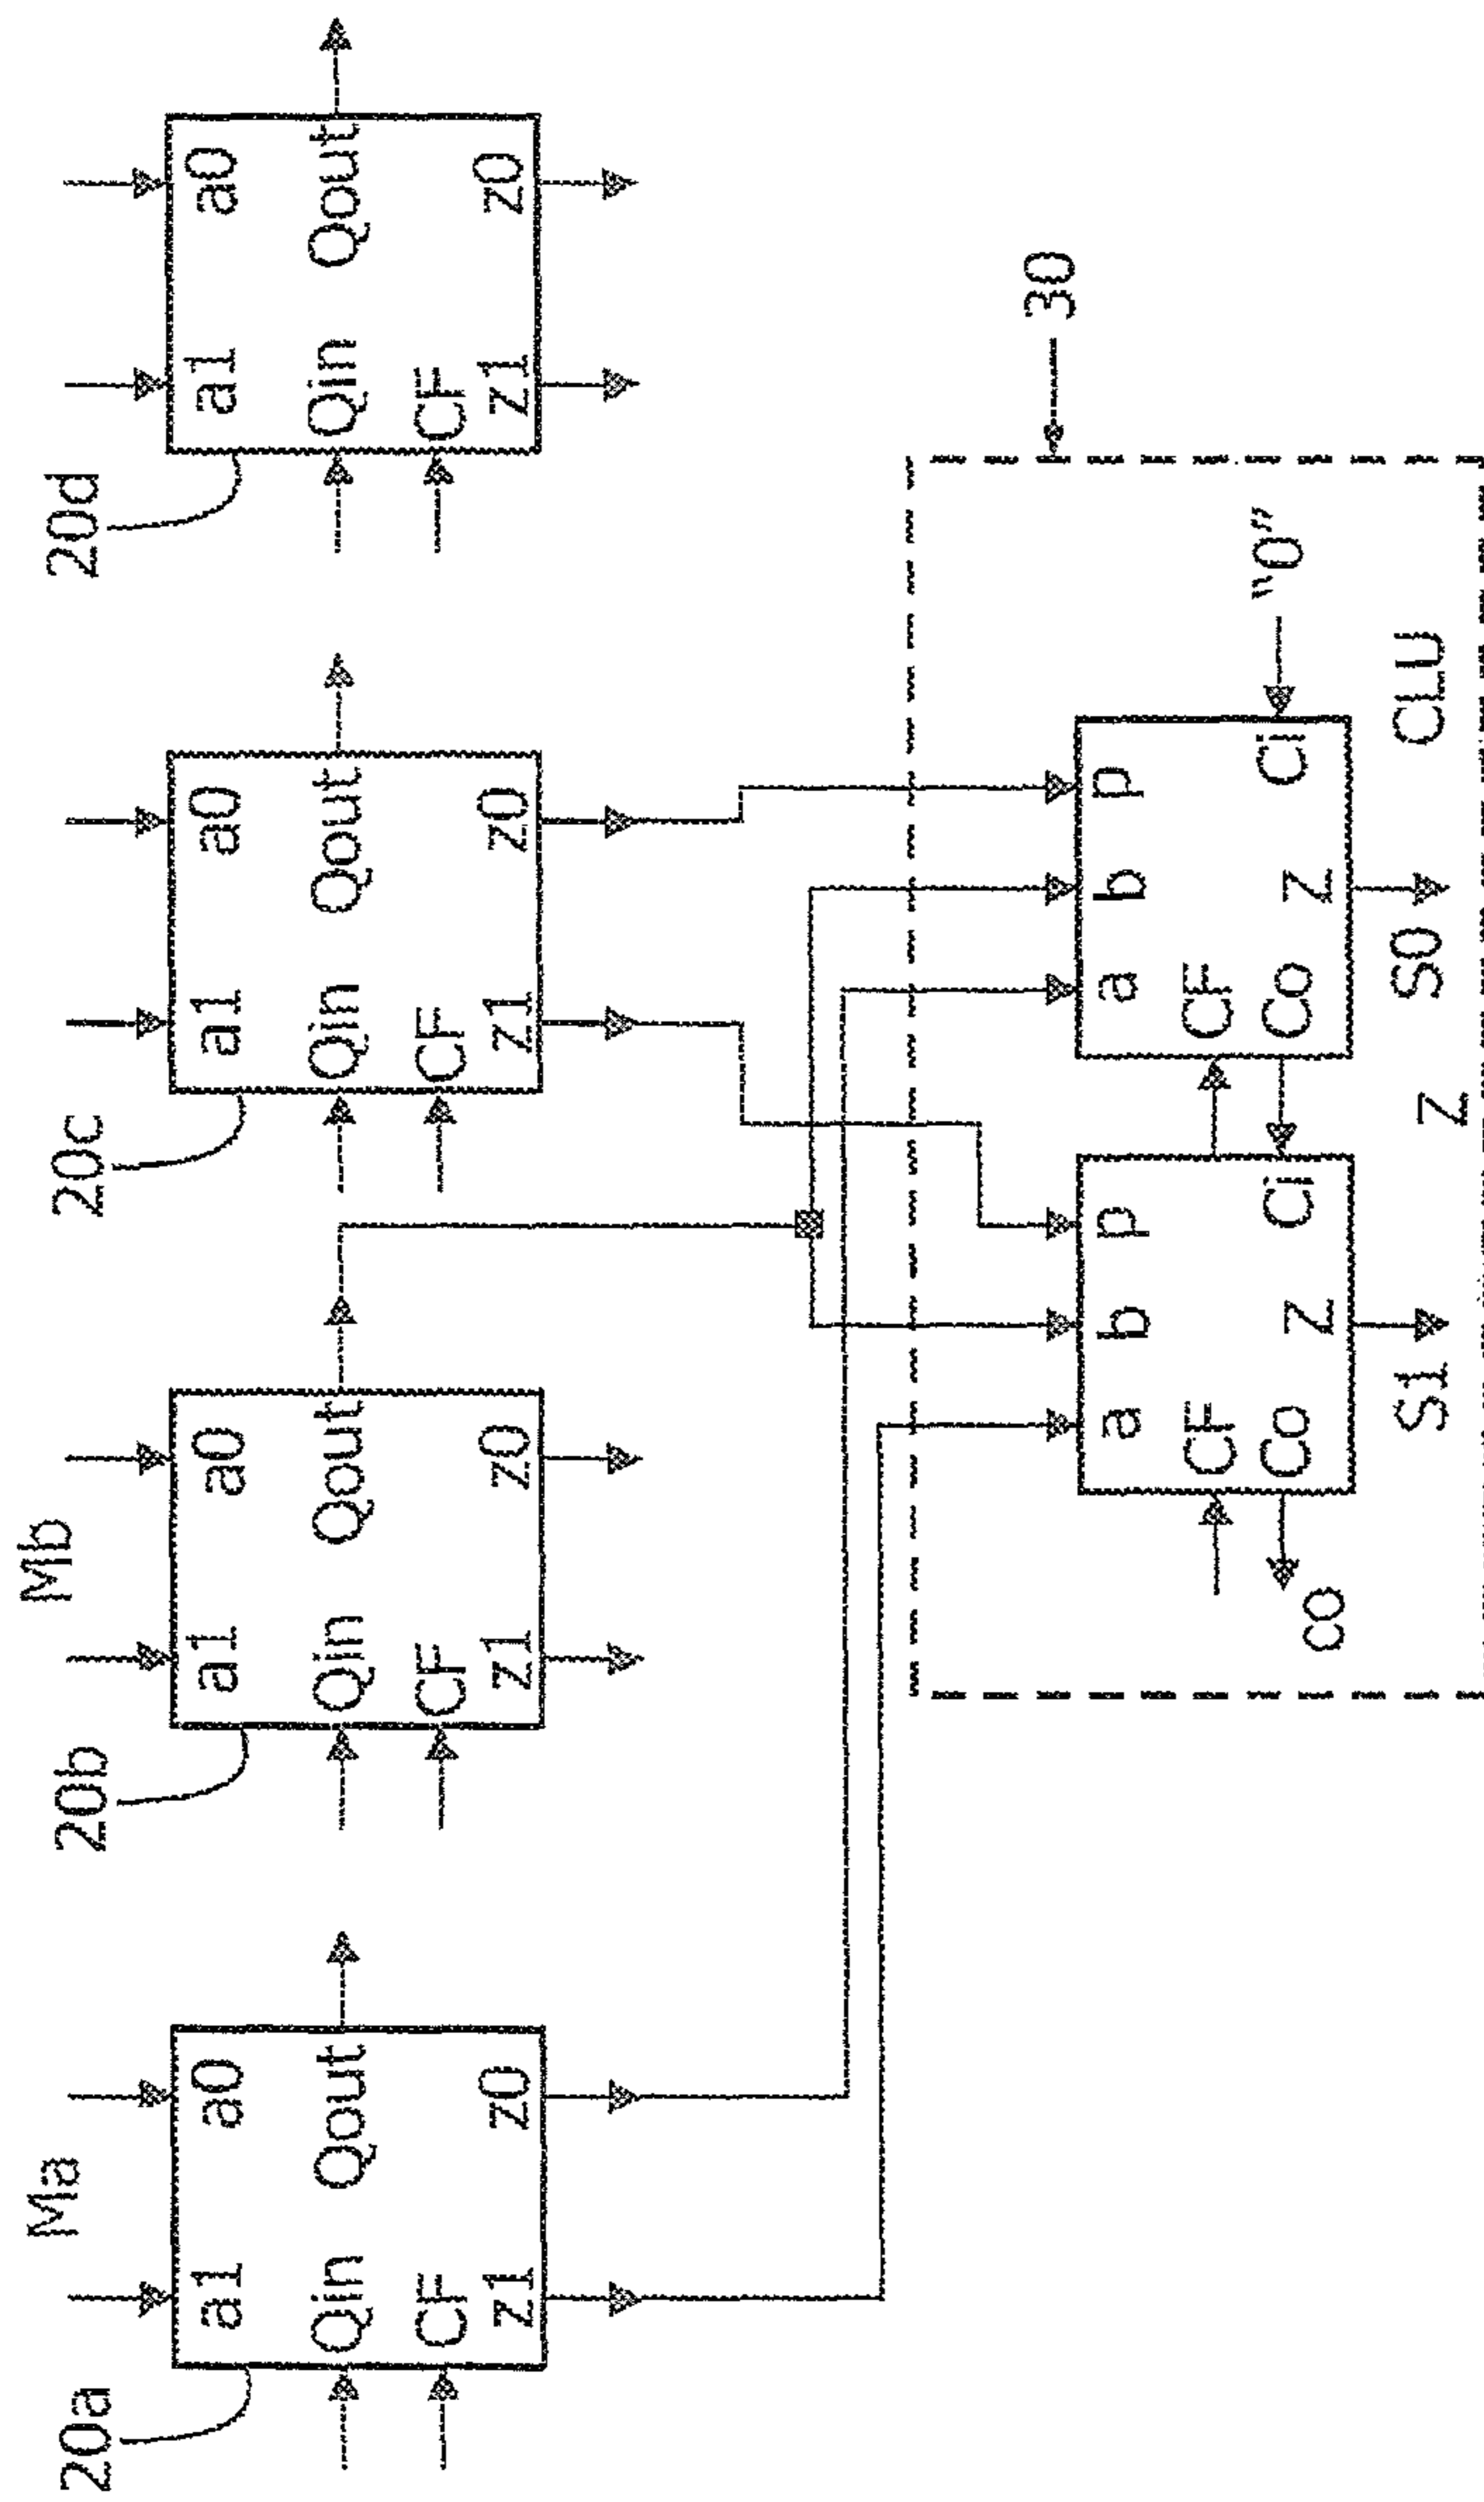 Ma
Mb
20a
20b
20c
20d
a1 a0
Qin Qout
CF
z1 z0
a1 a0
Qin Qout
CF
z1 z0
a1 a0
Qin Qout
CF
z1 z0
a1 a0
Qin Qout
CF
z1 z0
30
a b p
CF
Co Z Ci
a b p
CF
Co Z Ci
"0"
co
S1
Z
S0
CLU